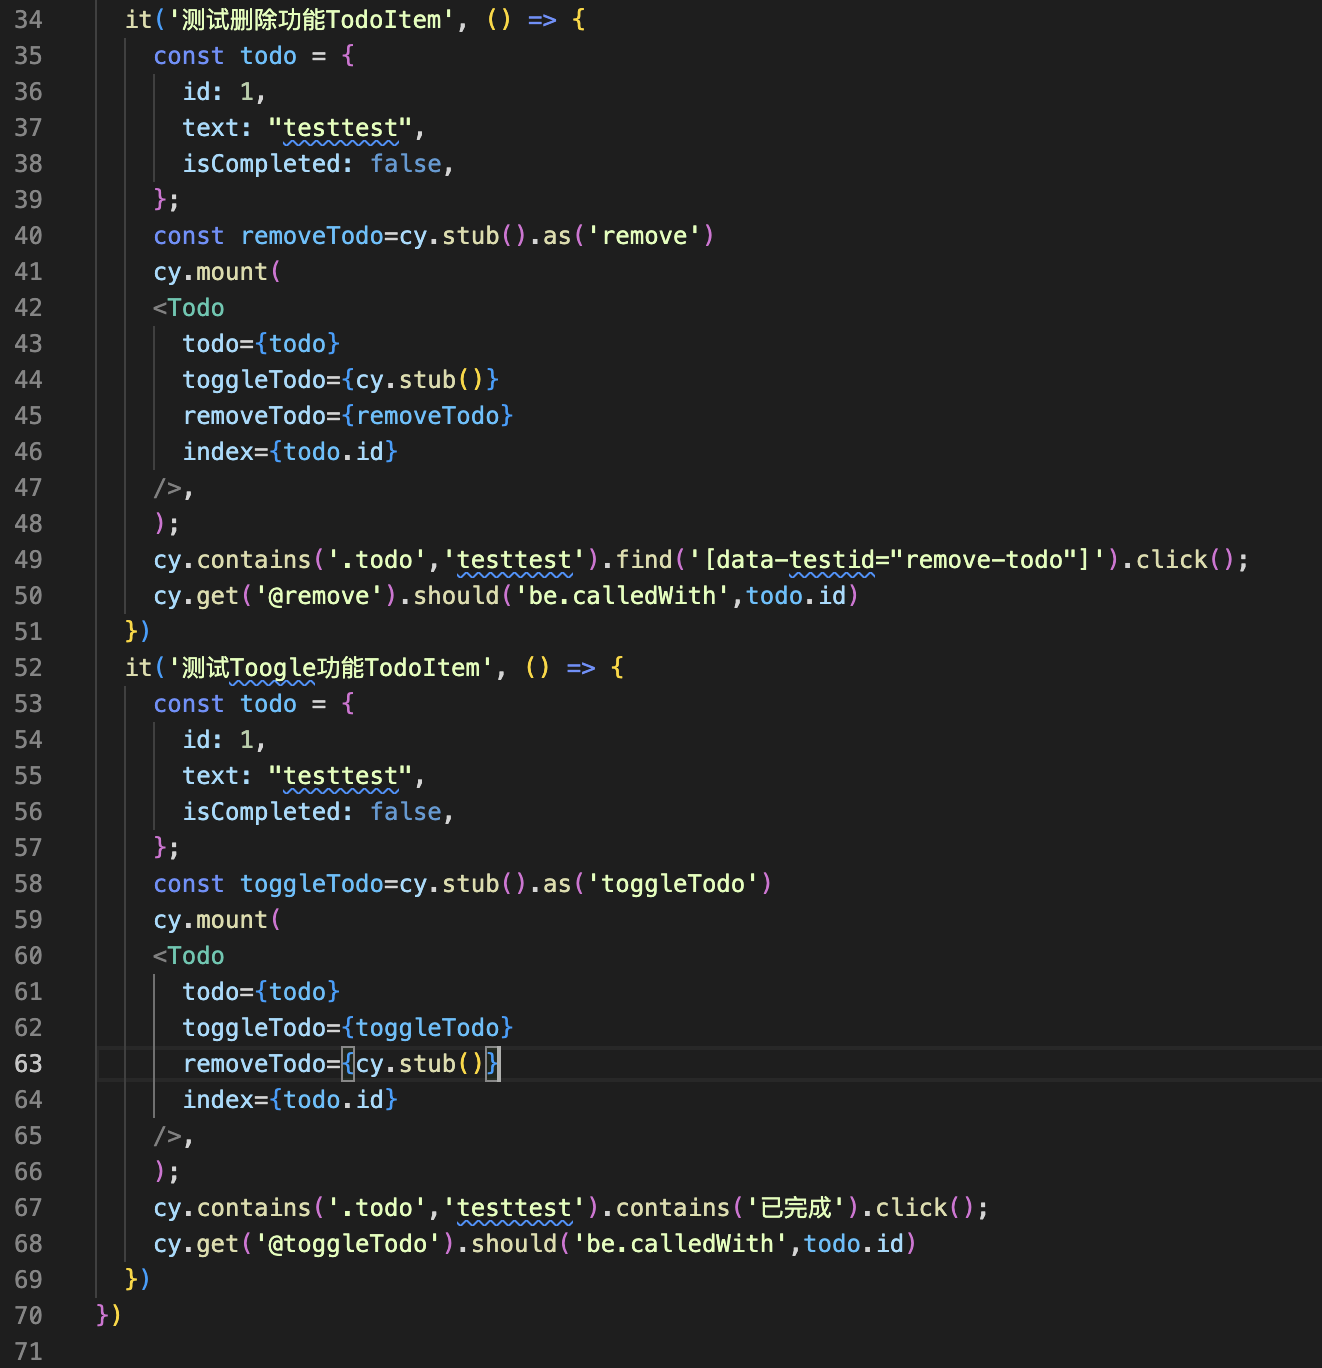 34 it('测试删除功能TodoItem', () => {
35 const todo = {
36 id: 1,
37 text: "testtest",
38 isCompleted: false,
39 };
40 const removeTodo=cy.stub().as('remove')
41 cy.mount(
42 <Todo
43 todo={todo}
44 toggleTodo={cy.stub()}
45 removeTodo={removeTodo}
46 index={todo.id}
47 />,
48 );
49 cy.contains('.todo','testtest').find('[data-testid="remove-todo"]').click();
50 cy.get('@remove').should('be.calledWith',todo.id)
51 })
52 it('测试Toogle功能TodoItem', () => {
53 const todo = {
54 id: 1,
55 text: "testtest",
56 isCompleted: false,
57 };
58 const toggleTodo=cy.stub().as('toggleTodo')
59 cy.mount(
60 <Todo
61 todo={todo}
62 toggleTodo={toggleTodo}
63 removeTodo={cy.stub()}
64 index={todo.id}
65 />,
66 );
67 cy.contains('.todo','testtest').contains('已完成').click();
68 cy.get('@toggleTodo').should('be.calledWith',todo.id)
69 })
70 })
71